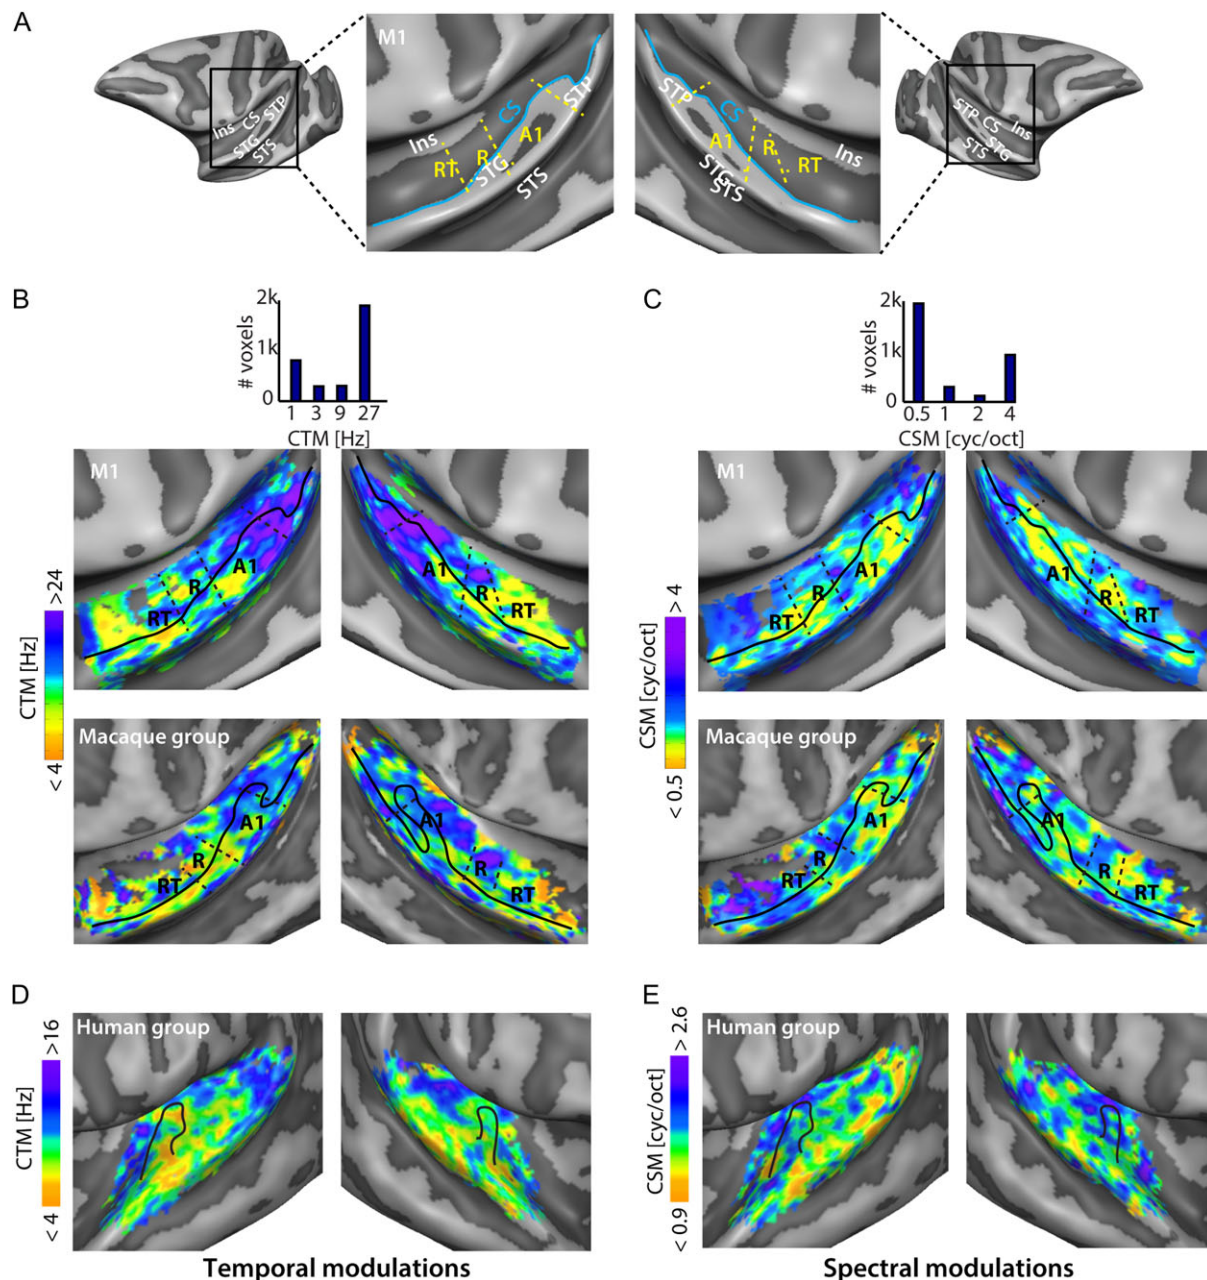 A
M1
Ins CS STP
STG
STS
Ins
CS
STP
A1
RT
R
STG
STS
STP
CS
A1
R
RT
Ins
STG
STS
STP CS Ins
STG
STS
B
2k
1k
0
# voxels
1 3 9 27
CTM [Hz]
C
2k
1k
0
# voxels
0.5 1 2 4
CSM [cyc/oct]
M1
A1
R
RT
A1
R
RT
CTM [Hz]
< 4
>24
Macaque group
A1
R
RT
A1
R
RT
M1
A1
R
RT
A1
R
RT
CSM [cyc/oct]
< 0.5
> 4
Macaque group
A1
R
RT
A1
R
RT
D
Human group
CTM [Hz]
< 4
>16
Temporal modulations
E
Human group
CSM [cyc/oct]
< 0.9
> 2.6
Spectral modulations